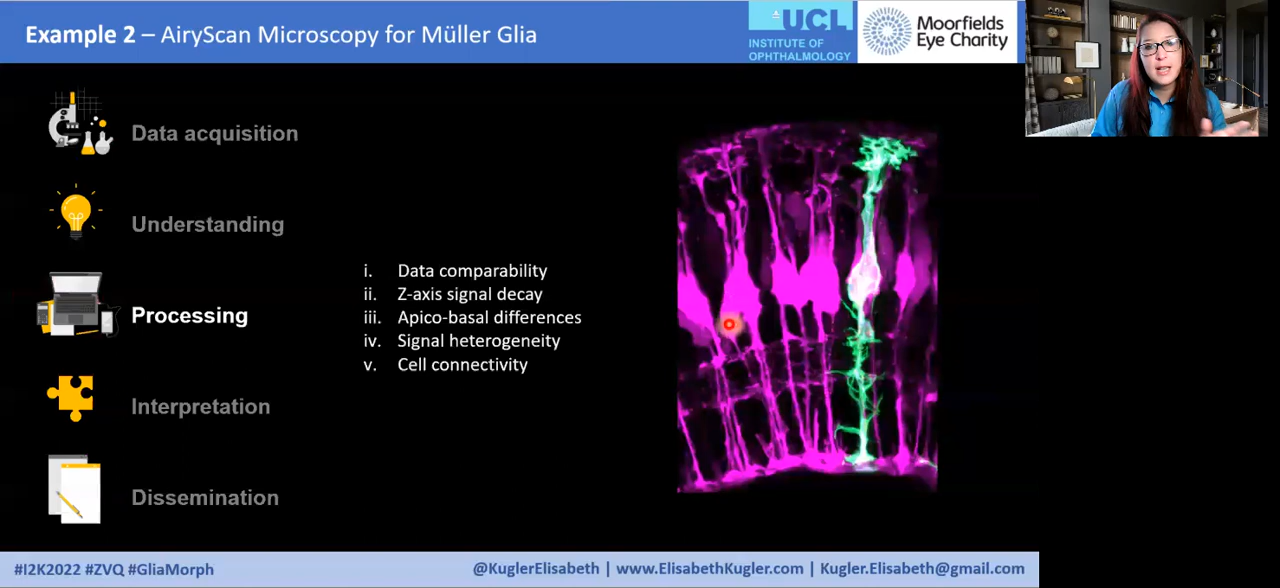 Example 2 – AiryScan Microscopy for Müller Glia
UCL
INSTITUTE OF
OPHTHALMOLOGY
Moorfields
Eye Charity
Data acquisition
Understanding
Processing
Interpretation
Dissemination
i. Data comparability
ii. Z-axis signal decay
iii. Apico-basal differences
iv. Signal heterogeneity
v. Cell connectivity
#I2K2022 #ZVQ #GliaMorph
@KuglerElisabeth | www.ElisabethKugler.com | Kugler.Elisabeth@gmail.com